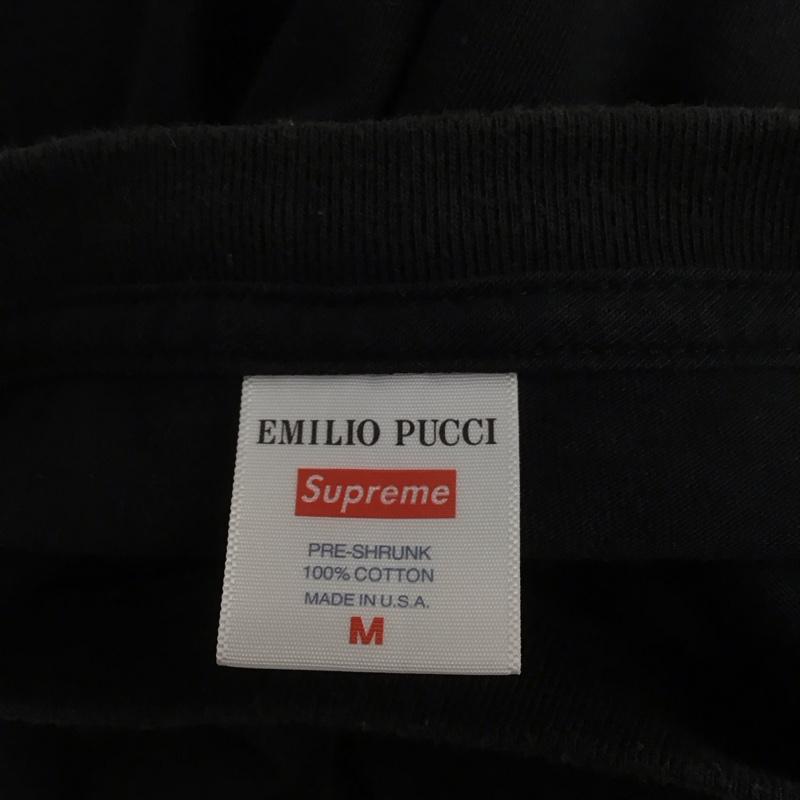 EMILIO PUCCI
Supreme
PRE-SHRUNK
100% COTTON
MADE IN U.S.A.
M